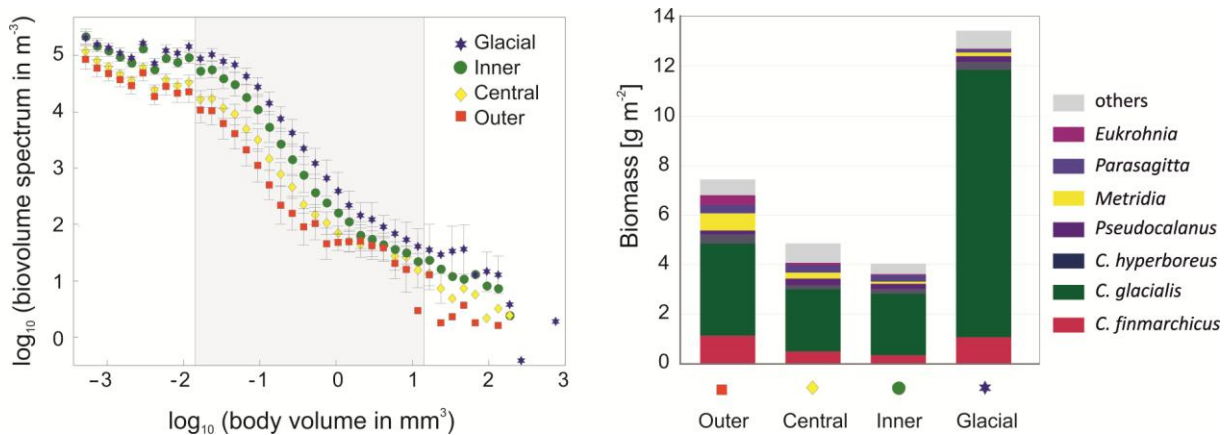 log₁₀ (biovolume spectrum in m⁻³)
5
4
3
2
1
0
−3
−2
−1
0
1
2
3
log₁₀ (body volume in mm³)
Glacial
Inner
Central
Outer
Biomass [g m⁻²]
14
12
10
8
6
4
2
0
Outer
Central
Inner
Glacial
others
Eukrohnia
Parasagitta
Metridia
Pseudocalanus
C. hyperboreus
C. glacialis
C. finmarchicus